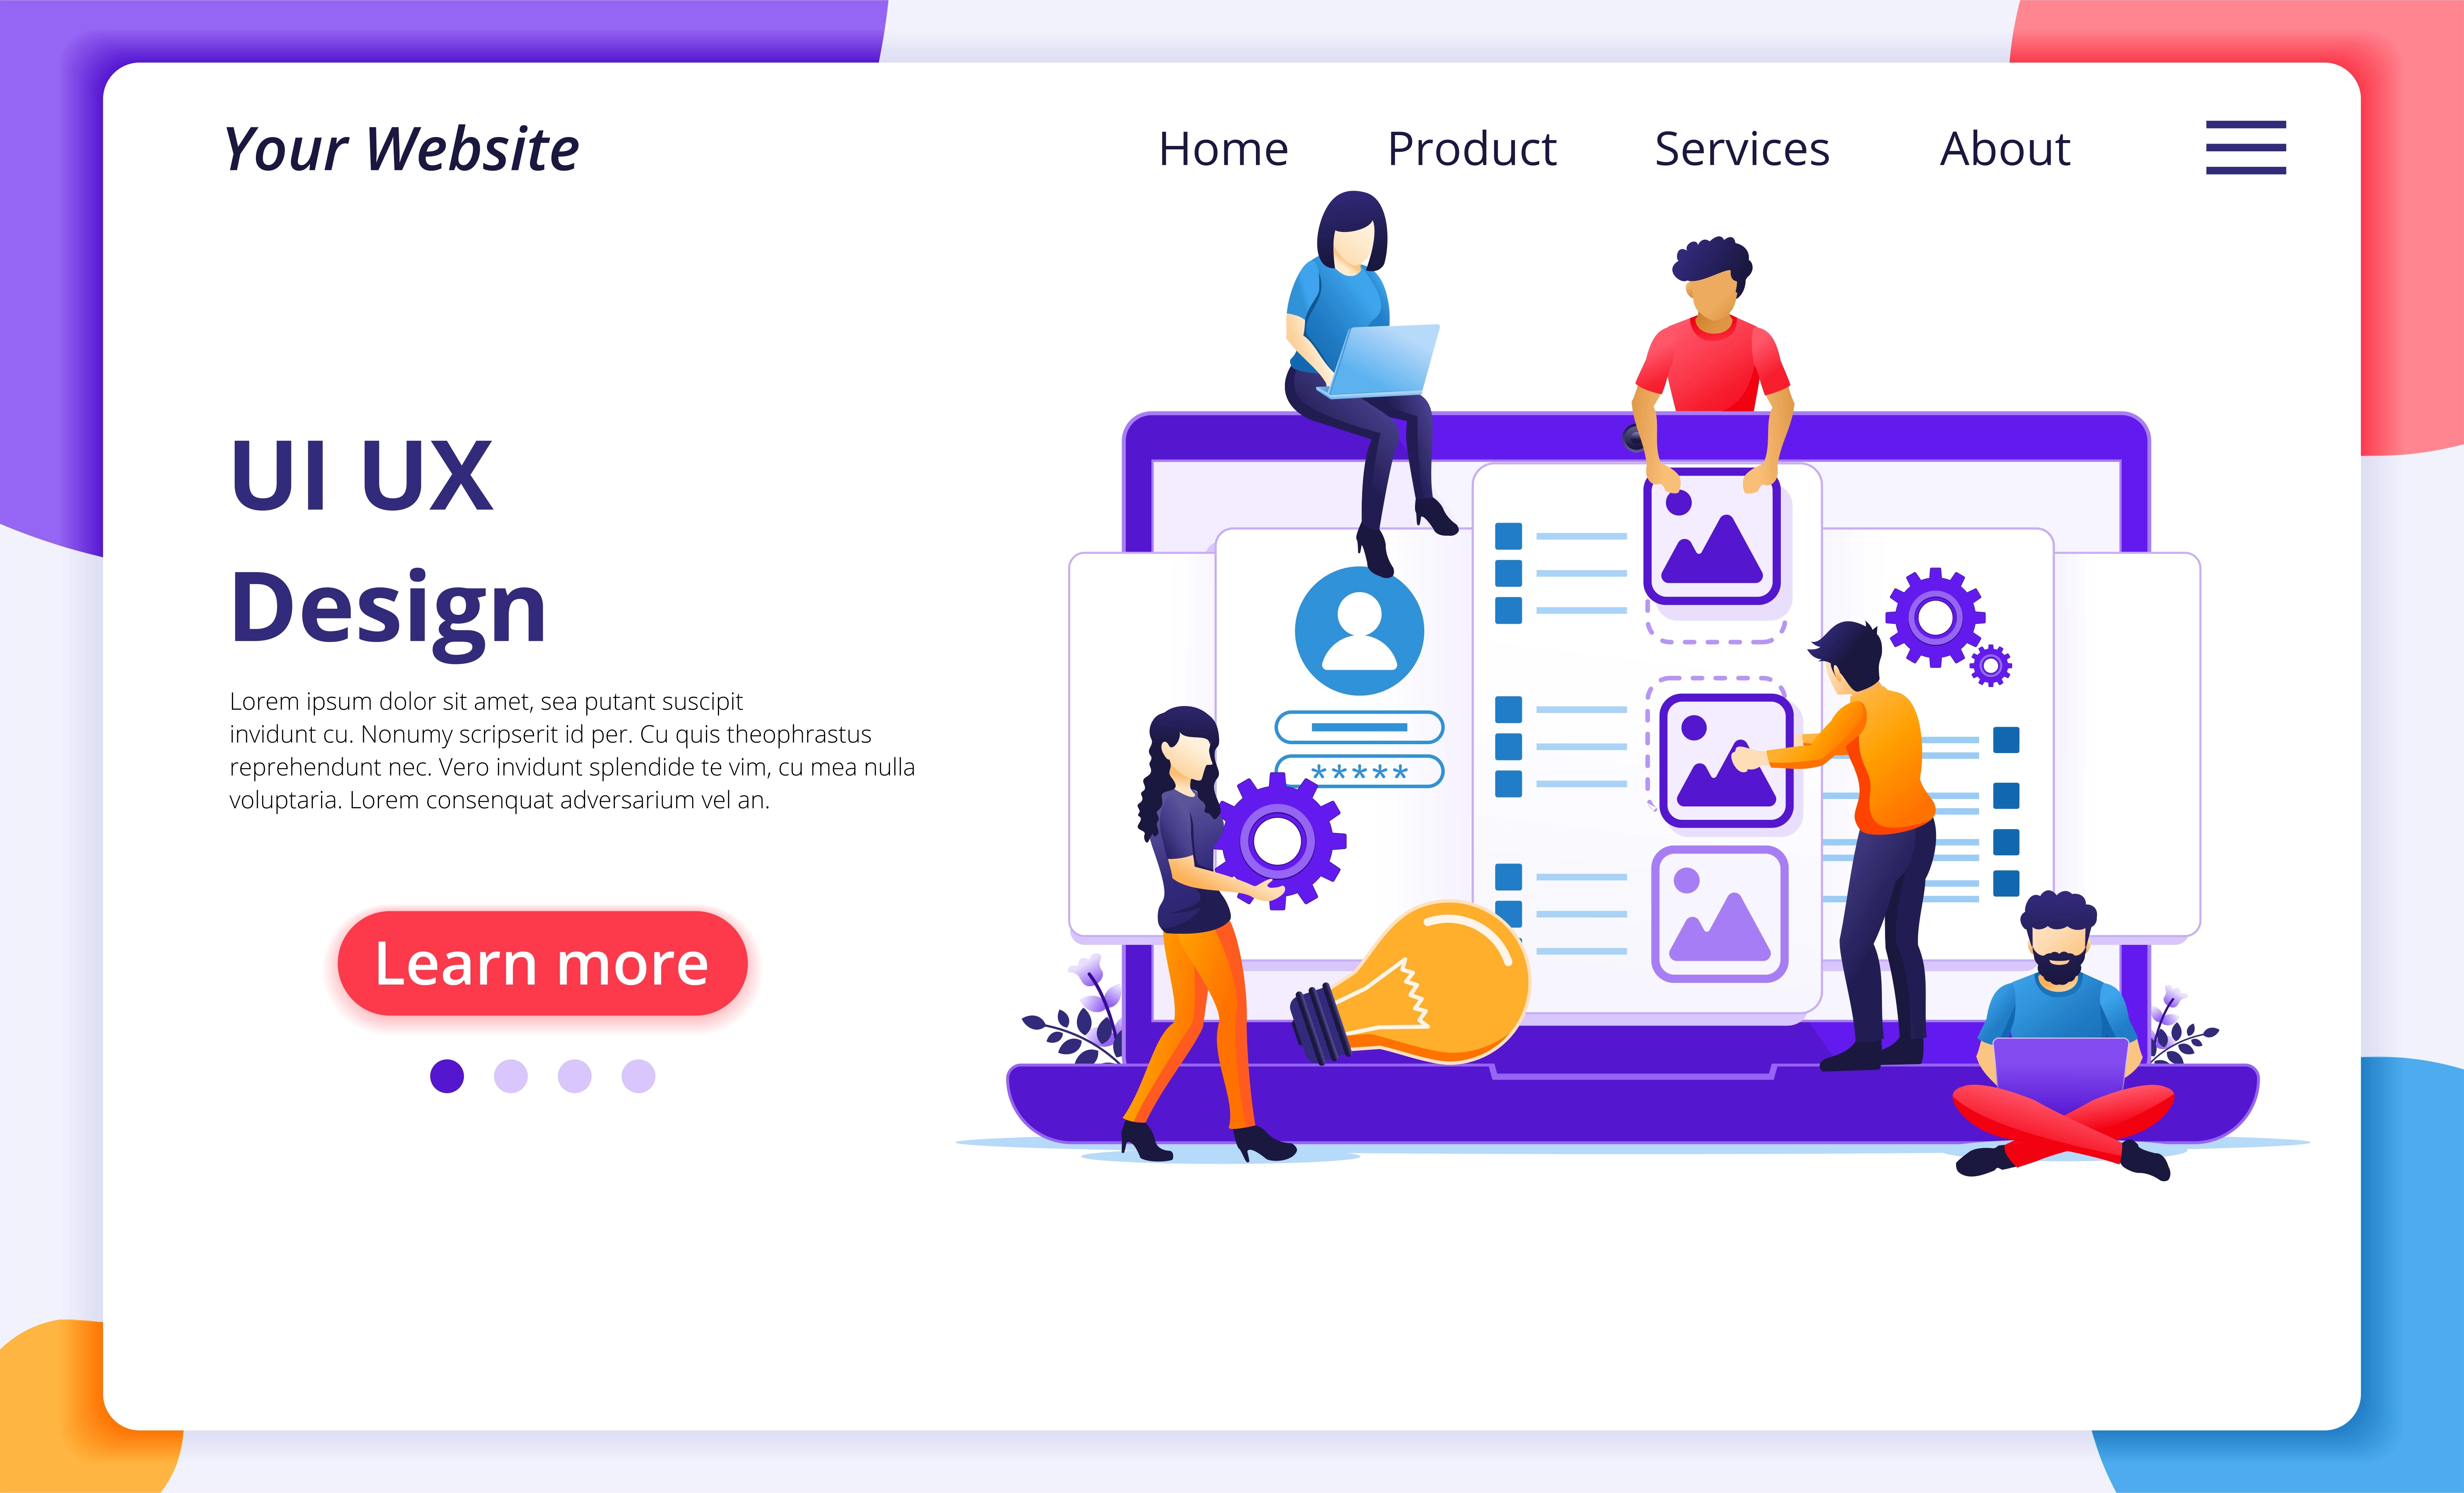 Your Website
Home Product Services About
UI UX
Design
Lorem ipsum dolor sit amet, sea putant suscipit
invidunt cu. Nonumy scripserit id per. Cu quis theophrastus
reprehendunt nec. Vero invidunt splendide te vim, cu mea nulla
voluptaria. Lorem consenquat adversarium vel an.
*****
Learn more